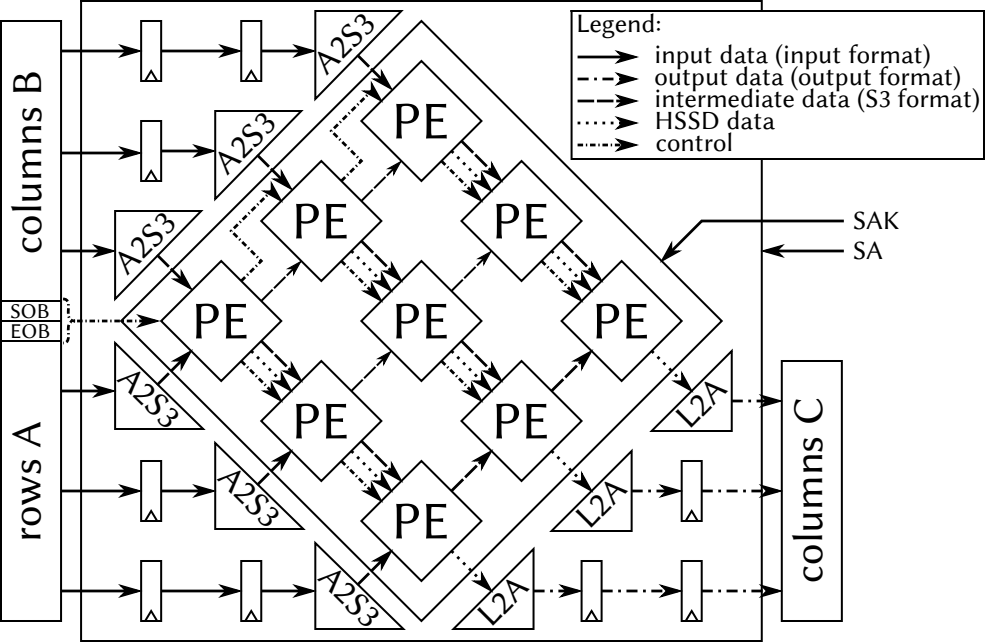 Legend:
input data (input format)
output data (output format)
intermediate data (S3 format)
HSSD data
control
columns B
SOB
EOB
rows A
A2S3
A2S3
A2S3
A2S3
A2S3
A2S3
PE
PE
PE
PE
PE
PE
PE
PE
PE
SAK
SA
L2A
L2A
L2A
columns C